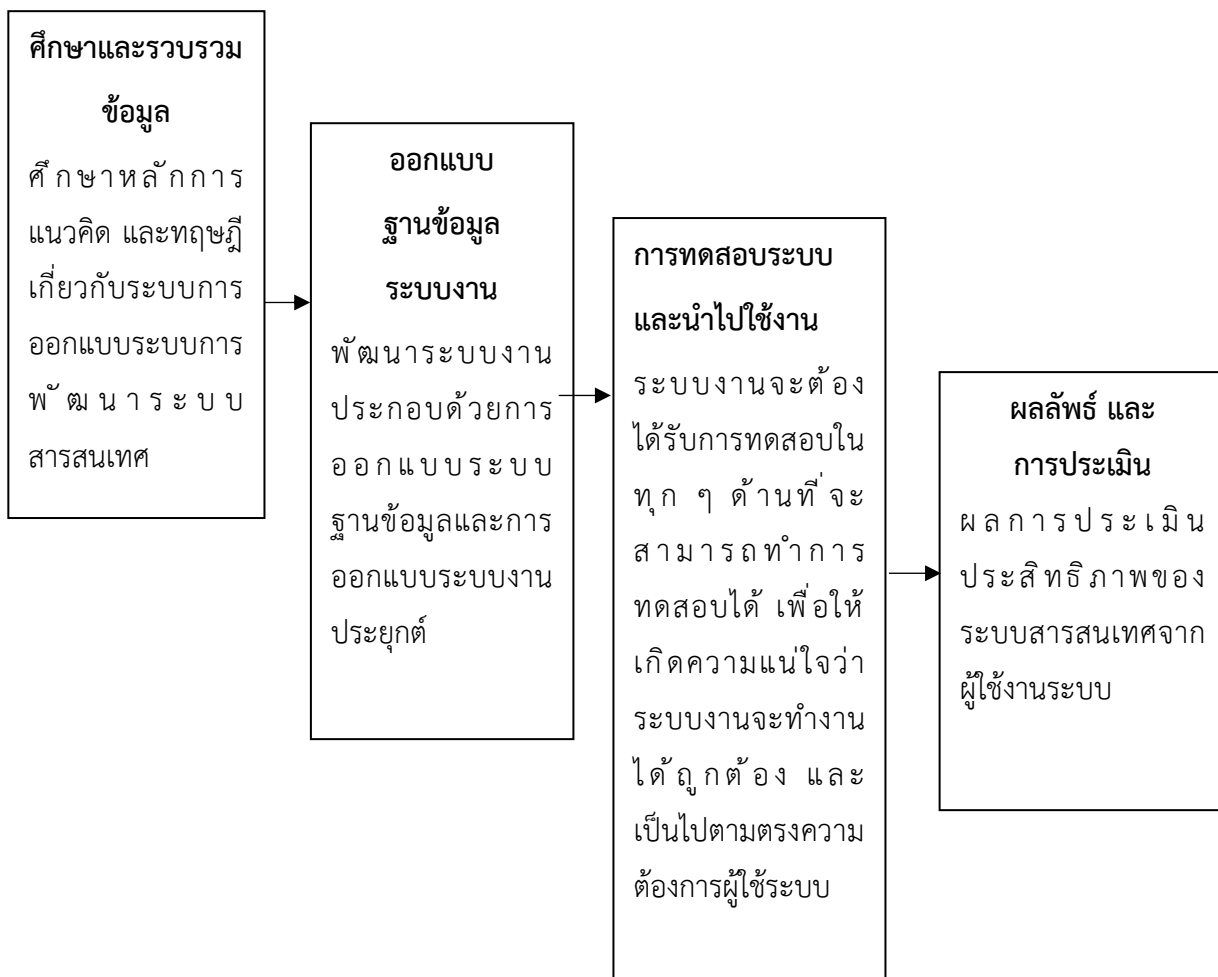 ศึกษาและรวบรวม
ข้อมูล
ศึกษาหลักการ
แนวคิด และทฤษฎี
เกี่ยวกับระบบการ
ออกแบบระบบการ
พัฒนาระบบ
สารสนเทศ
ออกแบบ
ฐานข้อมูล
ระบบงาน
พัฒนาระบบงาน
ประกอบด้วยการ
ออกแบบระบบ
ฐานข้อมูลและการ
ออกแบบระบบงาน
ประยุกต์
การทดสอบระบบ
และนำไปใช้งาน
ระบบงานจะต้อง
ได้รับการทดสอบใน
ทุก ๆ ด้านที่จะ
สามารถทำการ
ทดสอบได้ เพื่อให้
เกิดความแน่ใจว่า
ระบบงานจะทำงาน
ได้ถูกต้อง และ
เป็นไปตามตรงความ
ต้องการผู้ใช้ระบบ
ผลลัพธ์ และ
การประเมิน
ผลการประเมิน
ประสิทธิภาพของ
ระบบสารสนเทศจาก
ผู้ใช้งานระบบ